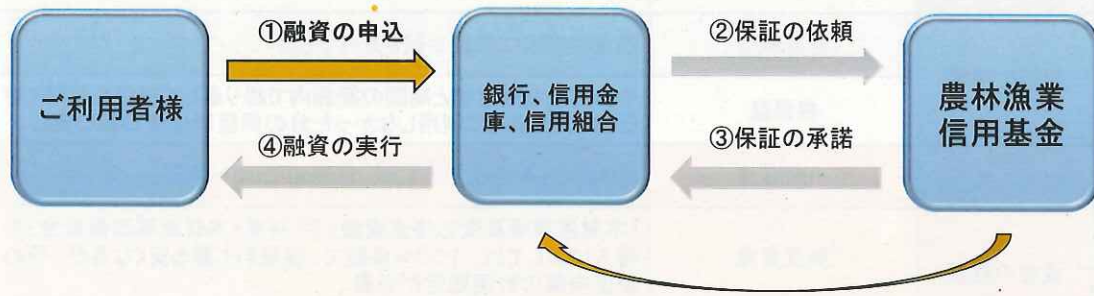 ①融資の申込
②保証の依頼
ご利用者様
銀行、信用金
庫、信用組合
農林漁業
信用基金
④融資の実行
③保証の承諾